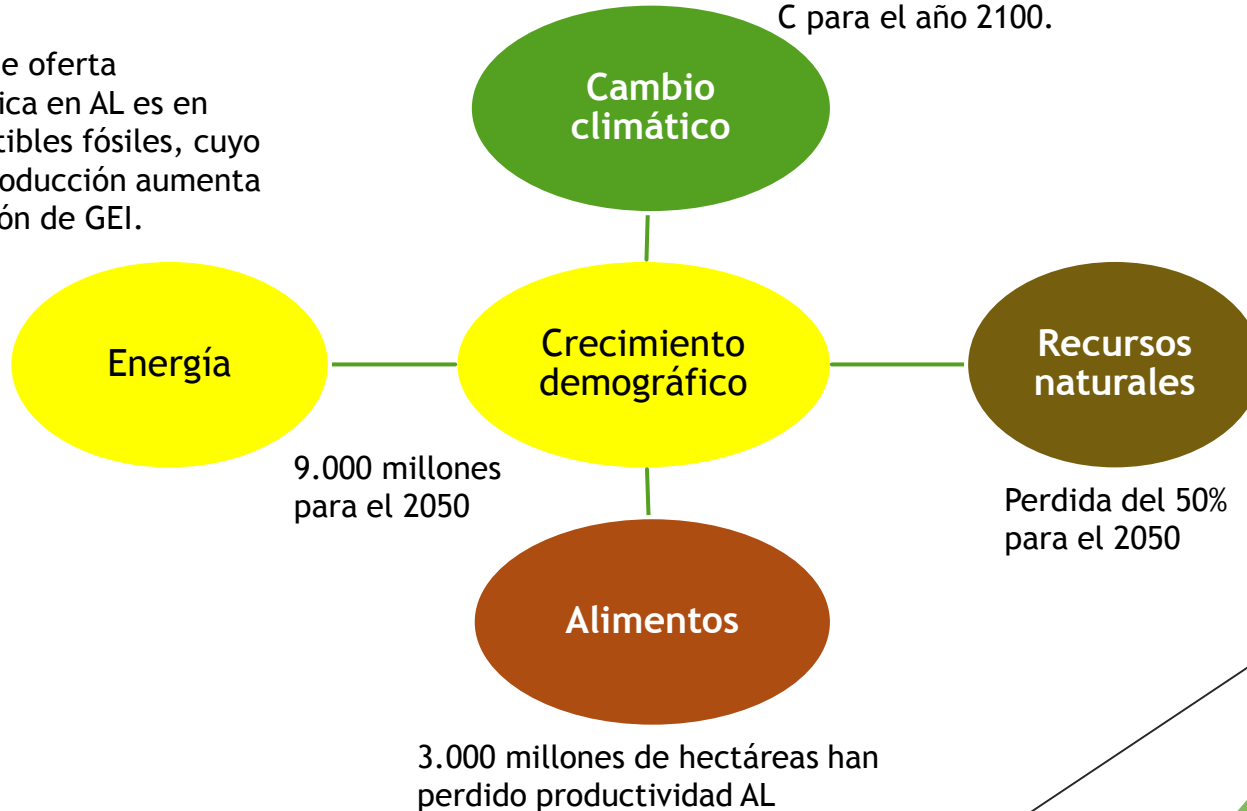 C para el año 2100.
e oferta
ica en AL es en
tibles fósiles, cuyo
oducción aumenta
ón de GEI.
Cambio
climático
Energía
Crecimiento
demográfico
Recursos
naturales
9.000 millones
para el 2050
Perdida del 50%
para el 2050
Alimentos
3.000 millones de hectáreas han
perdido productividad AL